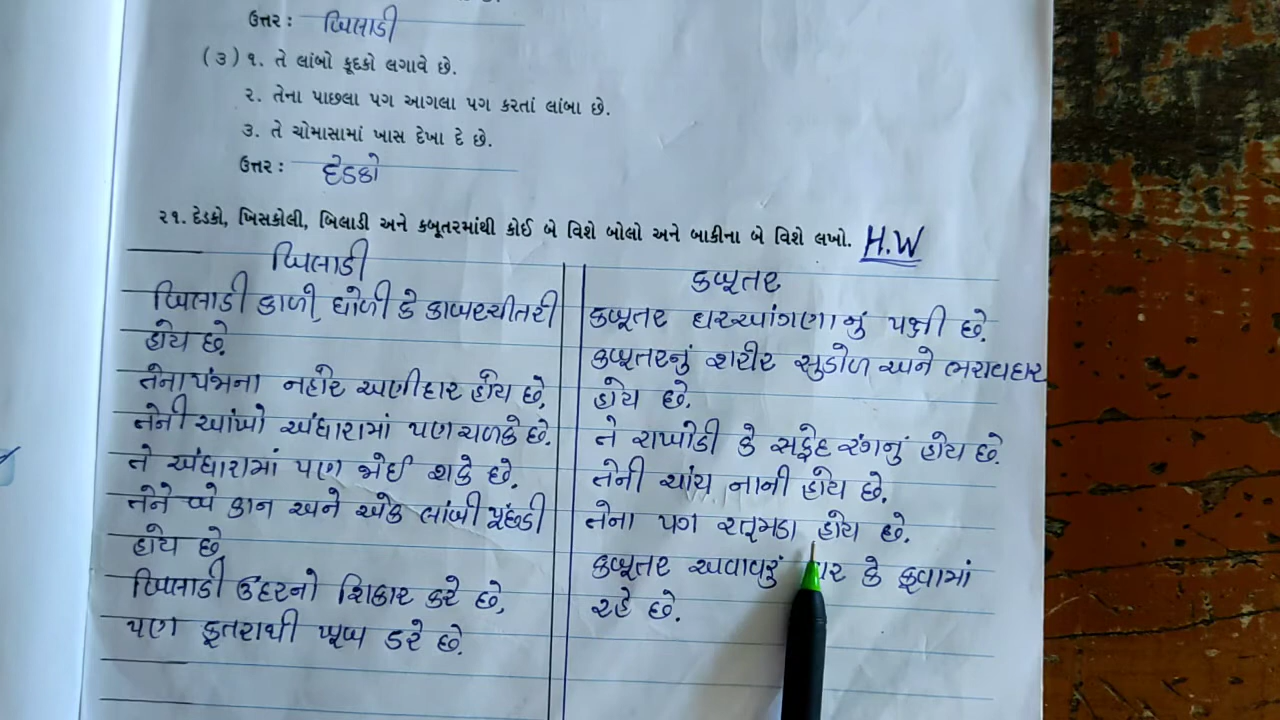 ઉત્તર : બિલાડી
(૩) ૧. તે લાંબો કૂદકો લગાવે છે.
૨. તેના પાછલા પગ આગલા પગ કરતાં લાંબા છે.
૩. તે ચોમાસામાં ખાસ દેખા દે છે.
ઉત્તર : દેડકો
૨૧. દેડકો, ખિસકોલી, બિલાડી અને કબૂતરમાંથી કોઈ બે વિશે બોલો અને બાકીના બે વિશે લખો. H.W
બિલાડી
બિલાડી કાળી, ધોળી કે કાબરચીતરી
હોય છે.
તેના પંજાના નહોર અણીદાર હોય છે.
તેની આંખો અંધારામાં પણ ચળકે છે.
તે અંધારામાં પણ જોઈ શકે છે.
તેને બે કાન અને એક લાંબી પૂંછડી
હોય છે.
બિલાડી ઉંદરનો શિકાર કરે છે,
પણ કૂતરાથી ખૂબ ડરે છે.
કબૂતર
કબૂતર ઘરઆંગણાનું પક્ષી છે.
કબૂતરનું શરીર સુડોળ અને ભરાવદાર
હોય છે.
તે રાખોડી કે સફેદ રંગનું હોય છે.
તેની ચાંચ નાની હોય છે.
તેના પગ રતૂમડા હોય છે.
કબૂતર અવાવરું કે કૂવામાં
રહે છે.